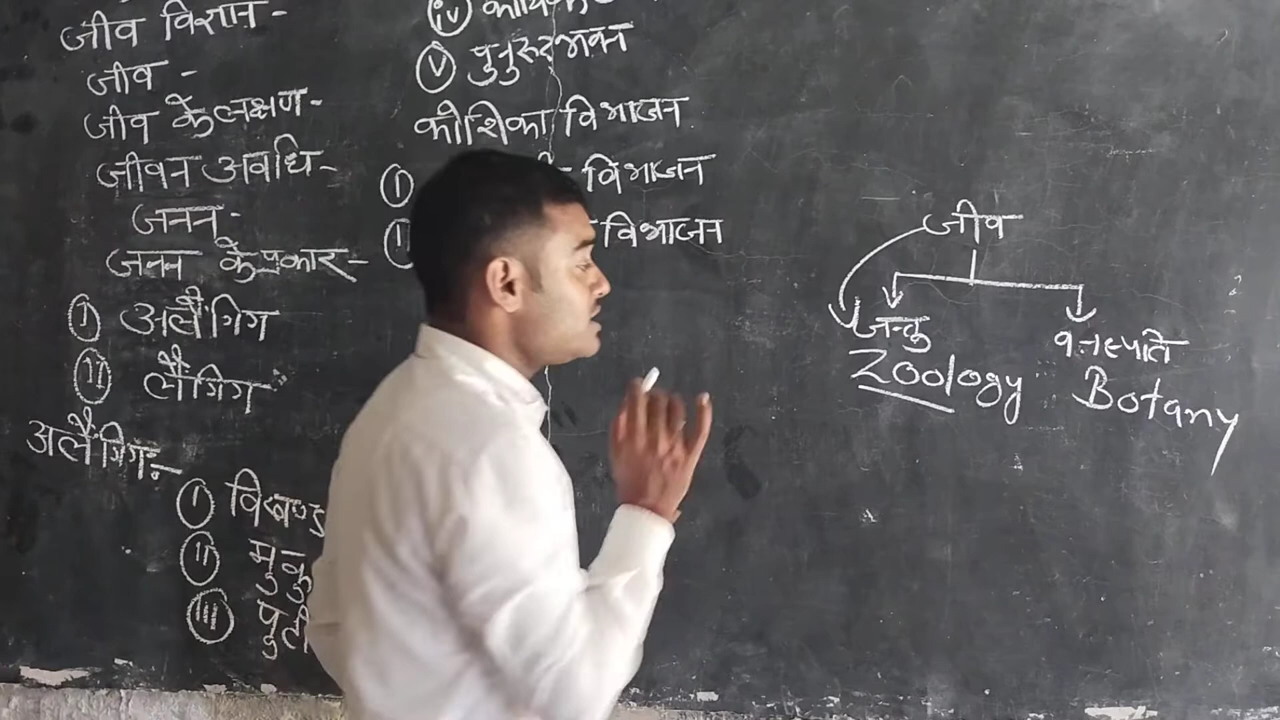 जीव विज्ञान-
जीव -
जीव के लक्षण-
जीवन अवधि-
जनन-
जनन के प्रकार-
(i) अलैंगिग
(ii) लैंगिग
अलैंगिग:-
(i) विखण्ड
(ii) मुकु
(iii) पुती
(iv)
(v) पुनुरुदभवन
कोशिका विभाजन
(i) विभाजन
विभाजन
जीव
जन्तु
Zoology
वनस्पति
Botany